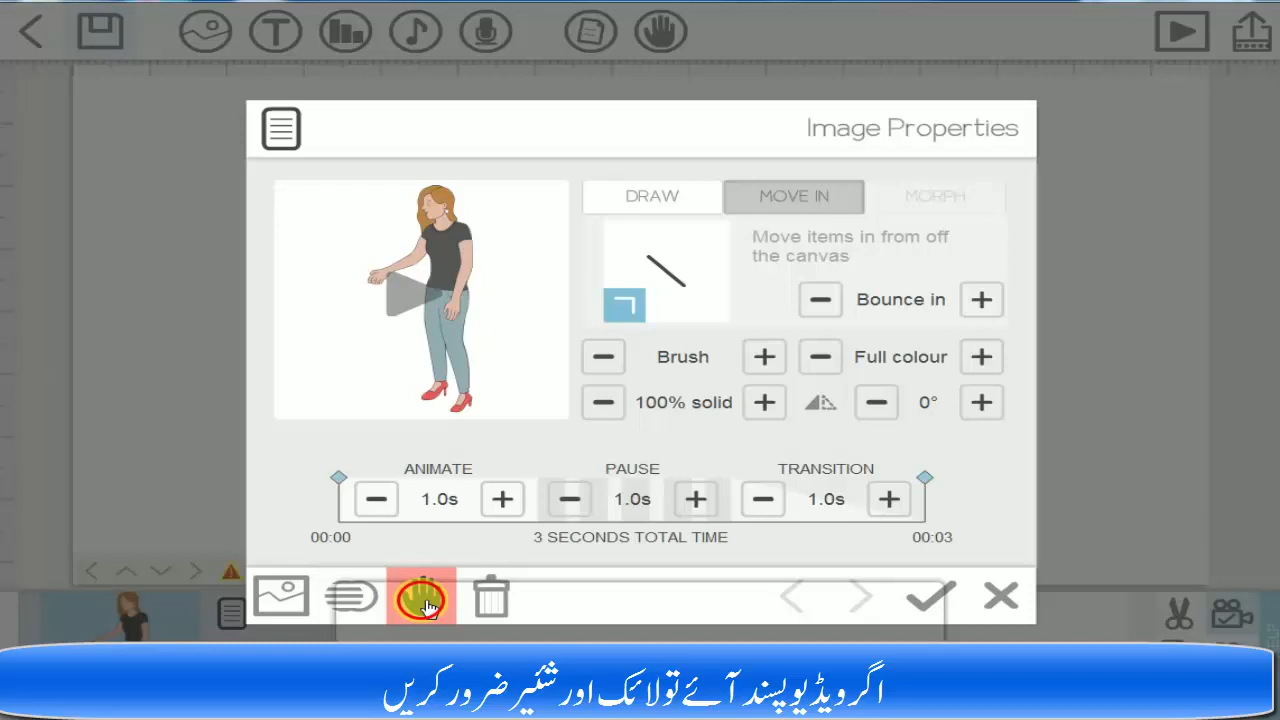 Image Properties
DRAW
MOVE IN
MORPH
Move items in from off
the canvas
Bounce in
Brush
Full colour
100% solid
0°
ANIMATE
PAUSE
TRANSITION
1.0s
1.0s
1.0s
00:00
3 SECONDS TOTAL TIME
00:03
اگر ویڈیو پسند آئے تو لائک اور شئیر ضرور کریں